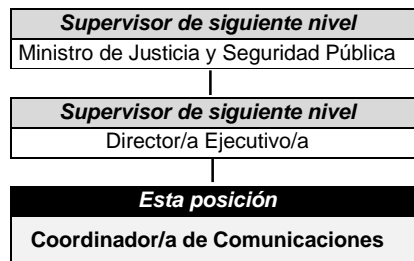 Supervisor de siguiente nivel
Ministro de Justicia y Seguridad Pública
Supervisor de siguiente nivel
Director/a Ejecutivo/a
Esta posición
Coordinador/a de Comunicaciones